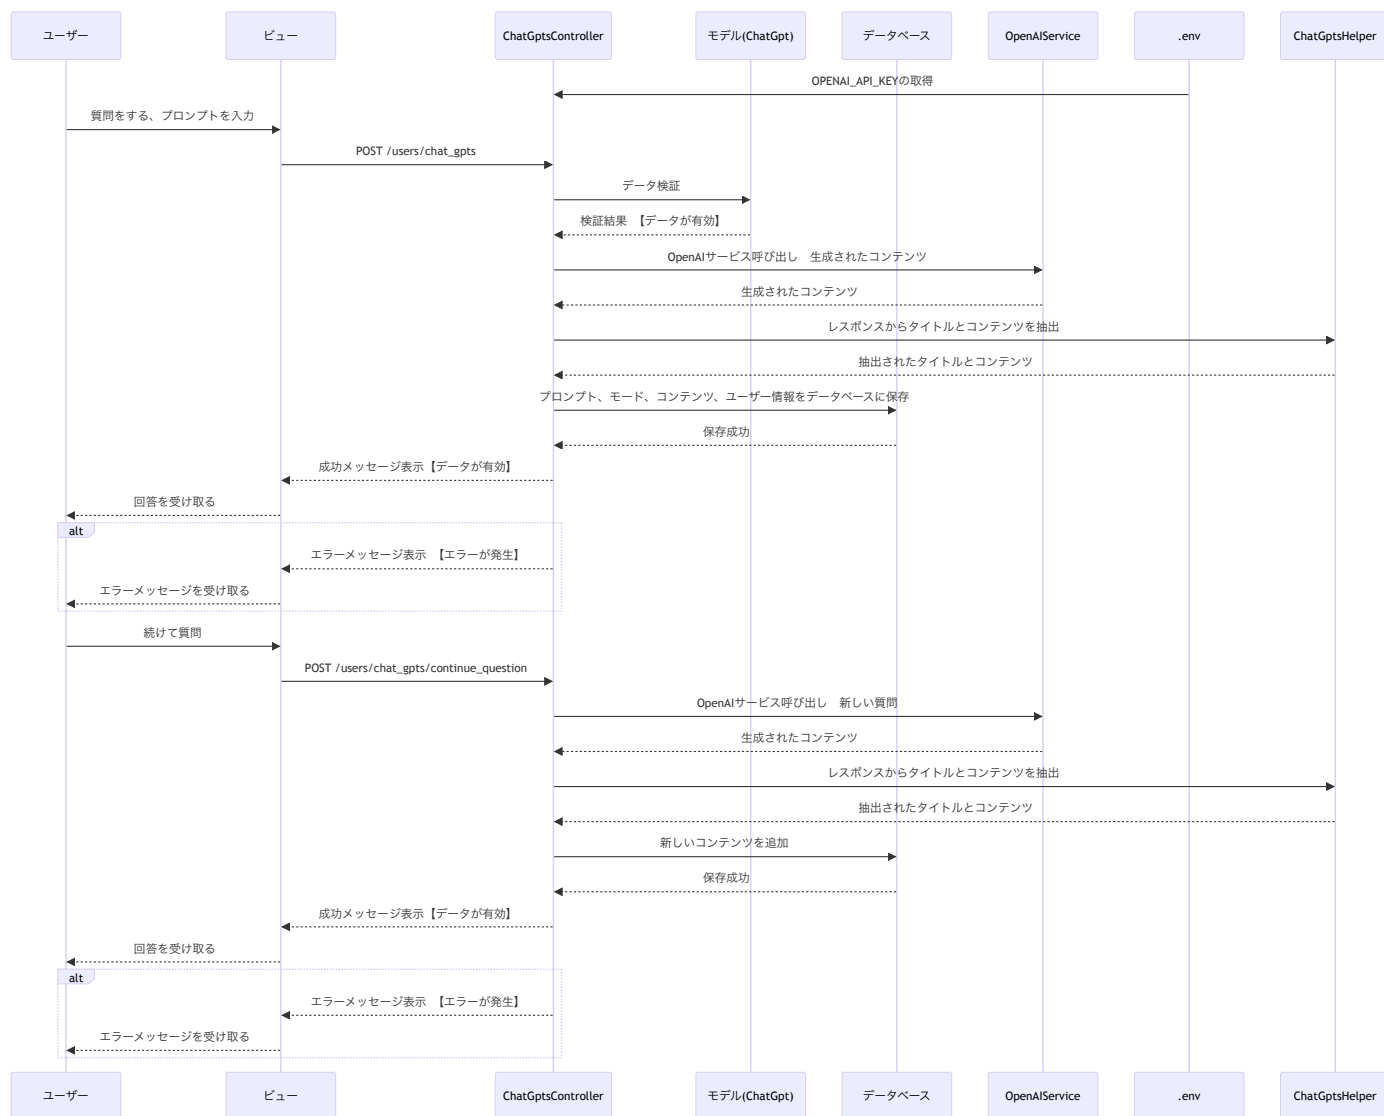 ユーザー
ビュー
ChatGptsController
モデル(ChatGpt)
データベース
OpenAIService
.env
ChatGptsHelper
OPENAI_API_KEYの取得
質問をする、プロンプトを入力
POST /users/chat_gpts
データ検証
検証結果　【データが有効】
OpenAIサービス呼び出し　生成されたコンテンツ
生成されたコンテンツ
レスポンスからタイトルとコンテンツを抽出
抽出されたタイトルとコンテンツ
プロンプト、モード、コンテンツ、ユーザー情報をデータベースに保存
保存成功
成功メッセージ表示【データが有効】
回答を受け取る
alt
エラーメッセージ表示　【エラーが発生】
エラーメッセージを受け取る
続けて質問
POST /users/chat_gpts/continue_question
OpenAIサービス呼び出し　新しい質問
生成されたコンテンツ
レスポンスからタイトルとコンテンツを抽出
抽出されたタイトルとコンテンツ
新しいコンテンツを追加
保存成功
成功メッセージ表示【データが有効】
回答を受け取る
alt
エラーメッセージ表示　【エラーが発生】
エラーメッセージを受け取る
ユーザー
ビュー
ChatGptsController
モデル(ChatGpt)
データベース
OpenAIService
.env
ChatGptsHelper